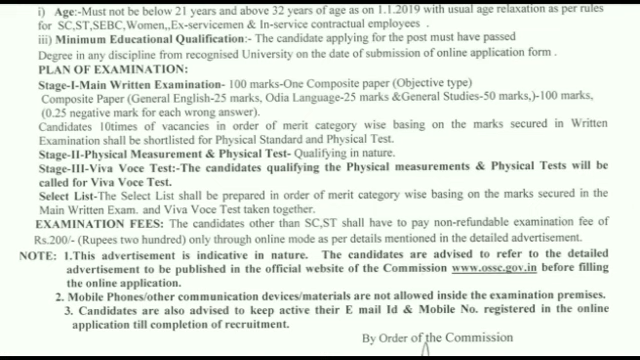 i) Age:-Must not be below 21 years and above 32 years of age as on 1.1.2019 with usual age relaxation as per rules
for SC,ST,SEBC,Women,,Ex-servicemen & In-service contractual employees .
iii) Minimum Educational Qualification:- The candidate applying for the post must have passed
Degree in any discipline from recognised University on the date of submission of online application form .
PLAN OF EXAMINATION:
Stage-I-Main Written Examination- 100 marks-One Composite paper (Objective type)
Composite Paper (General English-25 marks, Odia Language-25 marks &General Studies-50 marks,)-100 marks,
(0.25 negative mark for each wrong answer).
Candidates 10times of vacancies in order of merit category wise basing on the marks secured in Written
Examination shall be shortlisted for Physical Standard and Physical Test.
Stage-II-Physical Measurement & Physical Test- Qualifying in nature.
Stage-III-Viva Voce Test:-The candidates qualifying the Physical measurements & Physical Tests will be
called for Viva Voce Test.
Select List-The Select List shall be prepared in order of merit category wise basing on the marks secured in the
Main Written Exam. and Viva Voce Test taken together.
EXAMINATION FEES: The candidates other than SC,ST shall have to pay non-refundable examination fee of
Rs.200/- (Rupees two hundred) only through online mode as per details mentioned in the detailed advertisement.
NOTE: 1.This advertisement is indicative in nature. The candidates are advised to refer to the detailed
advertisement to be published in the official website of the Commission www.ossc.gov.in before filling
the online application.
2. Mobile Phones/other communication devices/materials are not allowed inside the examination premises.
3. Candidates are also advised to keep active their E mail Id & Mobile No. registered in the online
application till completion of recruitment.
By Order of the Commission